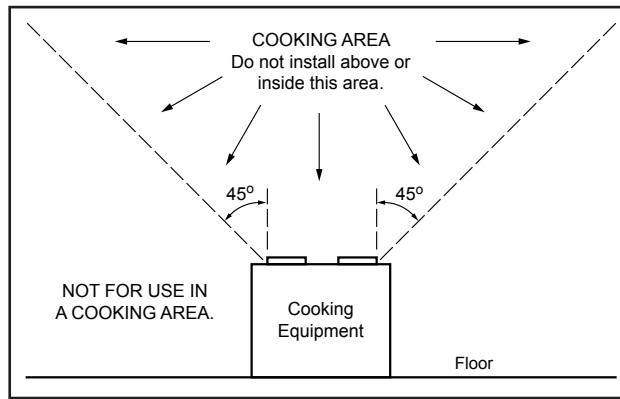 COOKING AREA
Do not install above or
inside this area.
45º
45º
NOT FOR USE IN
A COOKING AREA.
Cooking
Equipment
Floor